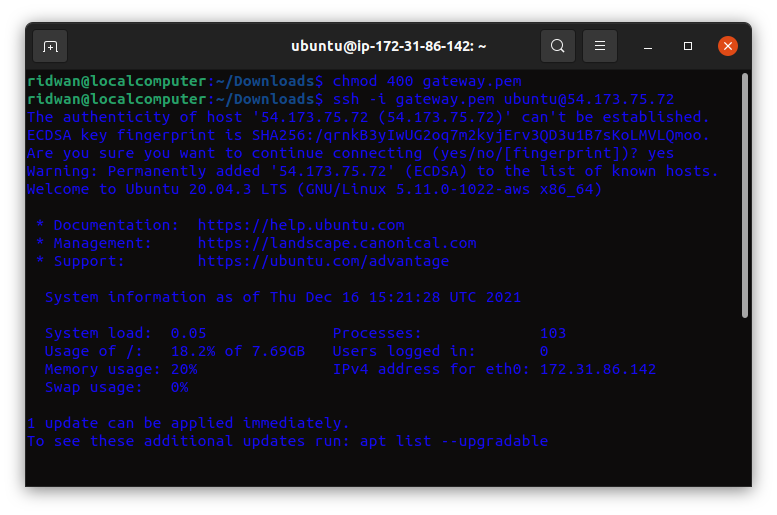 ubuntu@ip-172-31-86-142: ~
ridwan@localcomputer:~/Downloads$ chmod 400 gateway.pem
ridwan@localcomputer:~/Downloads$ ssh -i gateway.pem ubuntu@54.173.75.72
The authenticity of host '54.173.75.72 (54.173.75.72)' can't be established.
ECDSA key fingerprint is SHA256:/qrnkB3yIwUG2oq7m2kyjErv3QD3u1B7sKoLMVLQmoo.
Are you sure you want to continue connecting (yes/no/[fingerprint])? yes
Warning: Permanently added '54.173.75.72' (ECDSA) to the list of known hosts.
Welcome to Ubuntu 20.04.3 LTS (GNU/Linux 5.11.0-1022-aws x86_64)
* Documentation:  https://help.ubuntu.com
* Management:     https://landscape.canonical.com
* Support:        https://ubuntu.com/advantage
System information as of Thu Dec 16 15:21:28 UTC 2021
System load:  0.05              Processes:             103
Usage of /:   18.2% of 7.69GB   Users logged in:       0
Memory usage: 20%               IPv4 address for eth0: 172.31.86.142
Swap usage:   0%
1 update can be applied immediately.
To see these additional updates run: apt list --upgradable